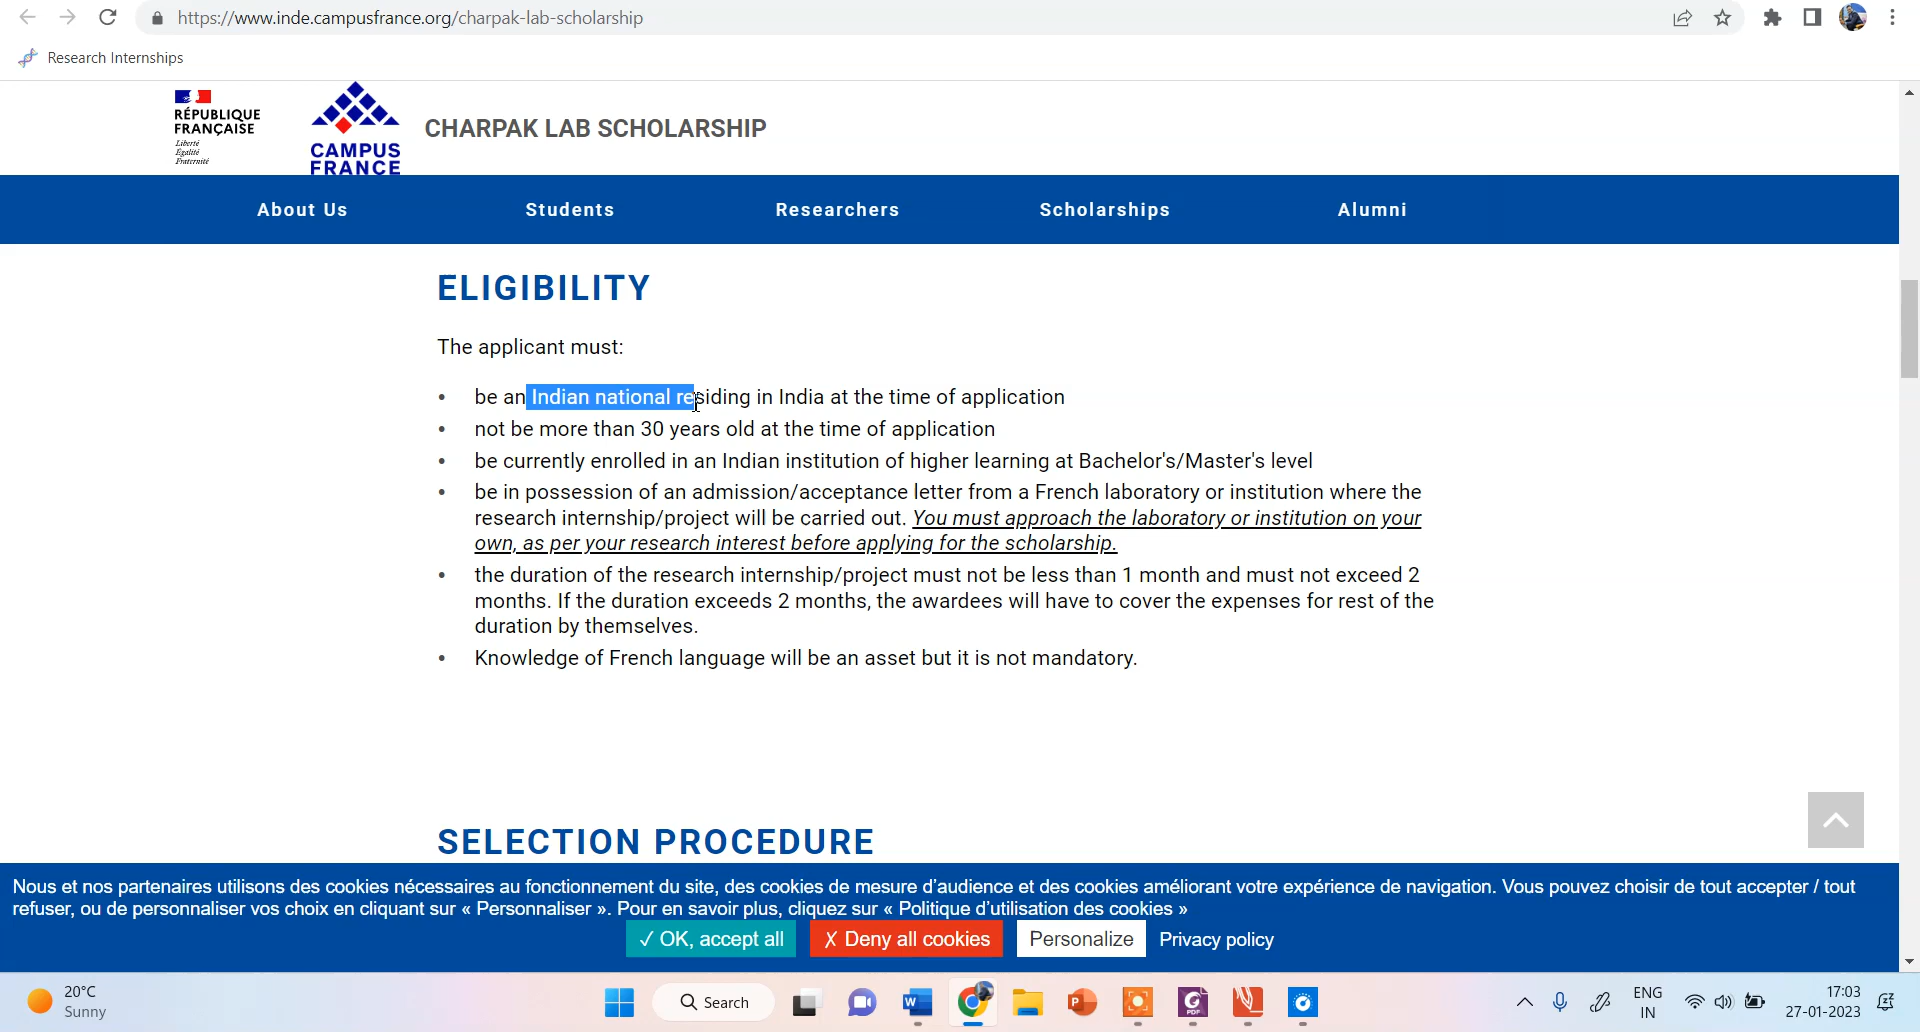 https://www.inde.campusfrance.org/charpak-lab-scholarship
Research Internships
RÉPUBLIQUE
FRANÇAISE
Liberté
Égalité
Fraternité
CAMPUS
FRANCE
CHARPAK LAB SCHOLARSHIP
About Us Students Researchers Scholarships Alumni
ELIGIBILITY
The applicant must:
• be an Indian national residing in India at the time of application
• not be more than 30 years old at the time of application
• be currently enrolled in an Indian institution of higher learning at Bachelor's/Master's level
• be in possession of an admission/acceptance letter from a French laboratory or institution where the
research internship/project will be carried out. You must approach the laboratory or institution on your
own, as per your research interest before applying for the scholarship.
• the duration of the research internship/project must not be less than 1 month and must not exceed 2
months. If the duration exceeds 2 months, the awardees will have to cover the expenses for rest of the
duration by themselves.
• Knowledge of French language will be an asset but it is not mandatory.
SELECTION PROCEDURE
Nous et nos partenaires utilisons des cookies nécessaires au fonctionnement du site, des cookies de mesure d'audience et des cookies améliorant votre expérience de navigation. Vous pouvez choisir de tout accepter / tout
refuser, ou de personnaliser vos choix en cliquant sur « Personnaliser ». Pour en savoir plus, cliquez sur « Politique d'utilisation des cookies »
✓ OK, accept all ✗ Deny all cookies Personalize Privacy policy
20°C
Sunny
Search
W
P
PDF
ENG
IN
17:03
27-01-2023